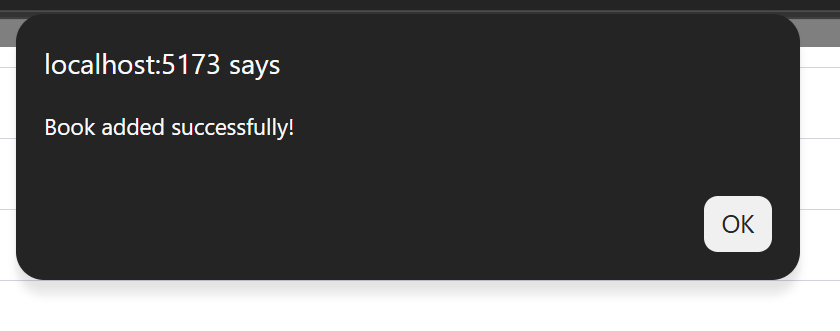 localhost:5173 says
Book added successfully!
OK